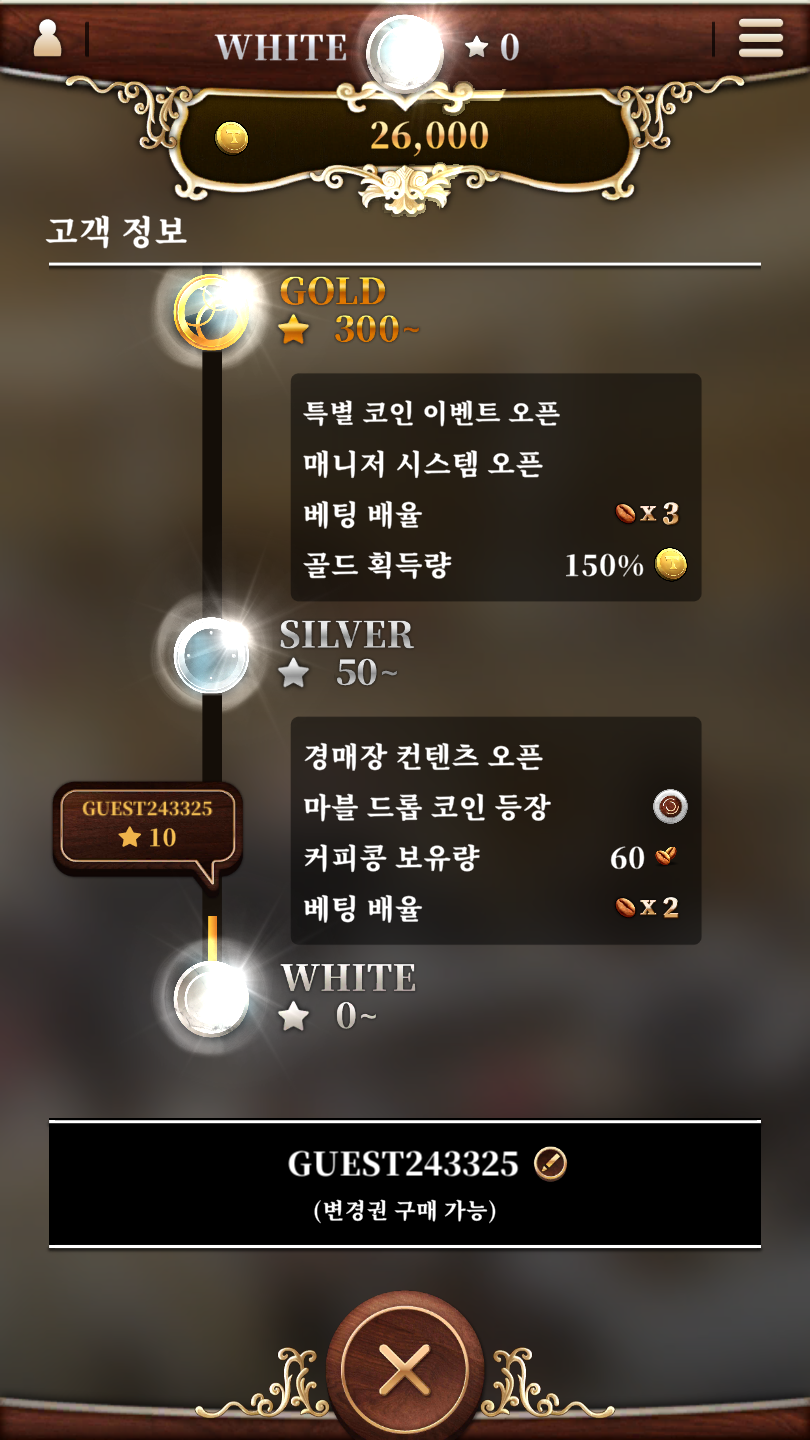 WHITE 0
26,000
고객 정보
GOLD
300~
특별 코인 이벤트 오픈
매니저 시스템 오픈
베팅 배율 x 3
골드 획득량 150%
SILVER
50~
경매장 컨텐츠 오픈
마블 드롭 코인 등장
커피콩 보유량 60
베팅 배율 x 2
GUEST243325
10
WHITE
0~
GUEST243325
(변경권 구매 가능)